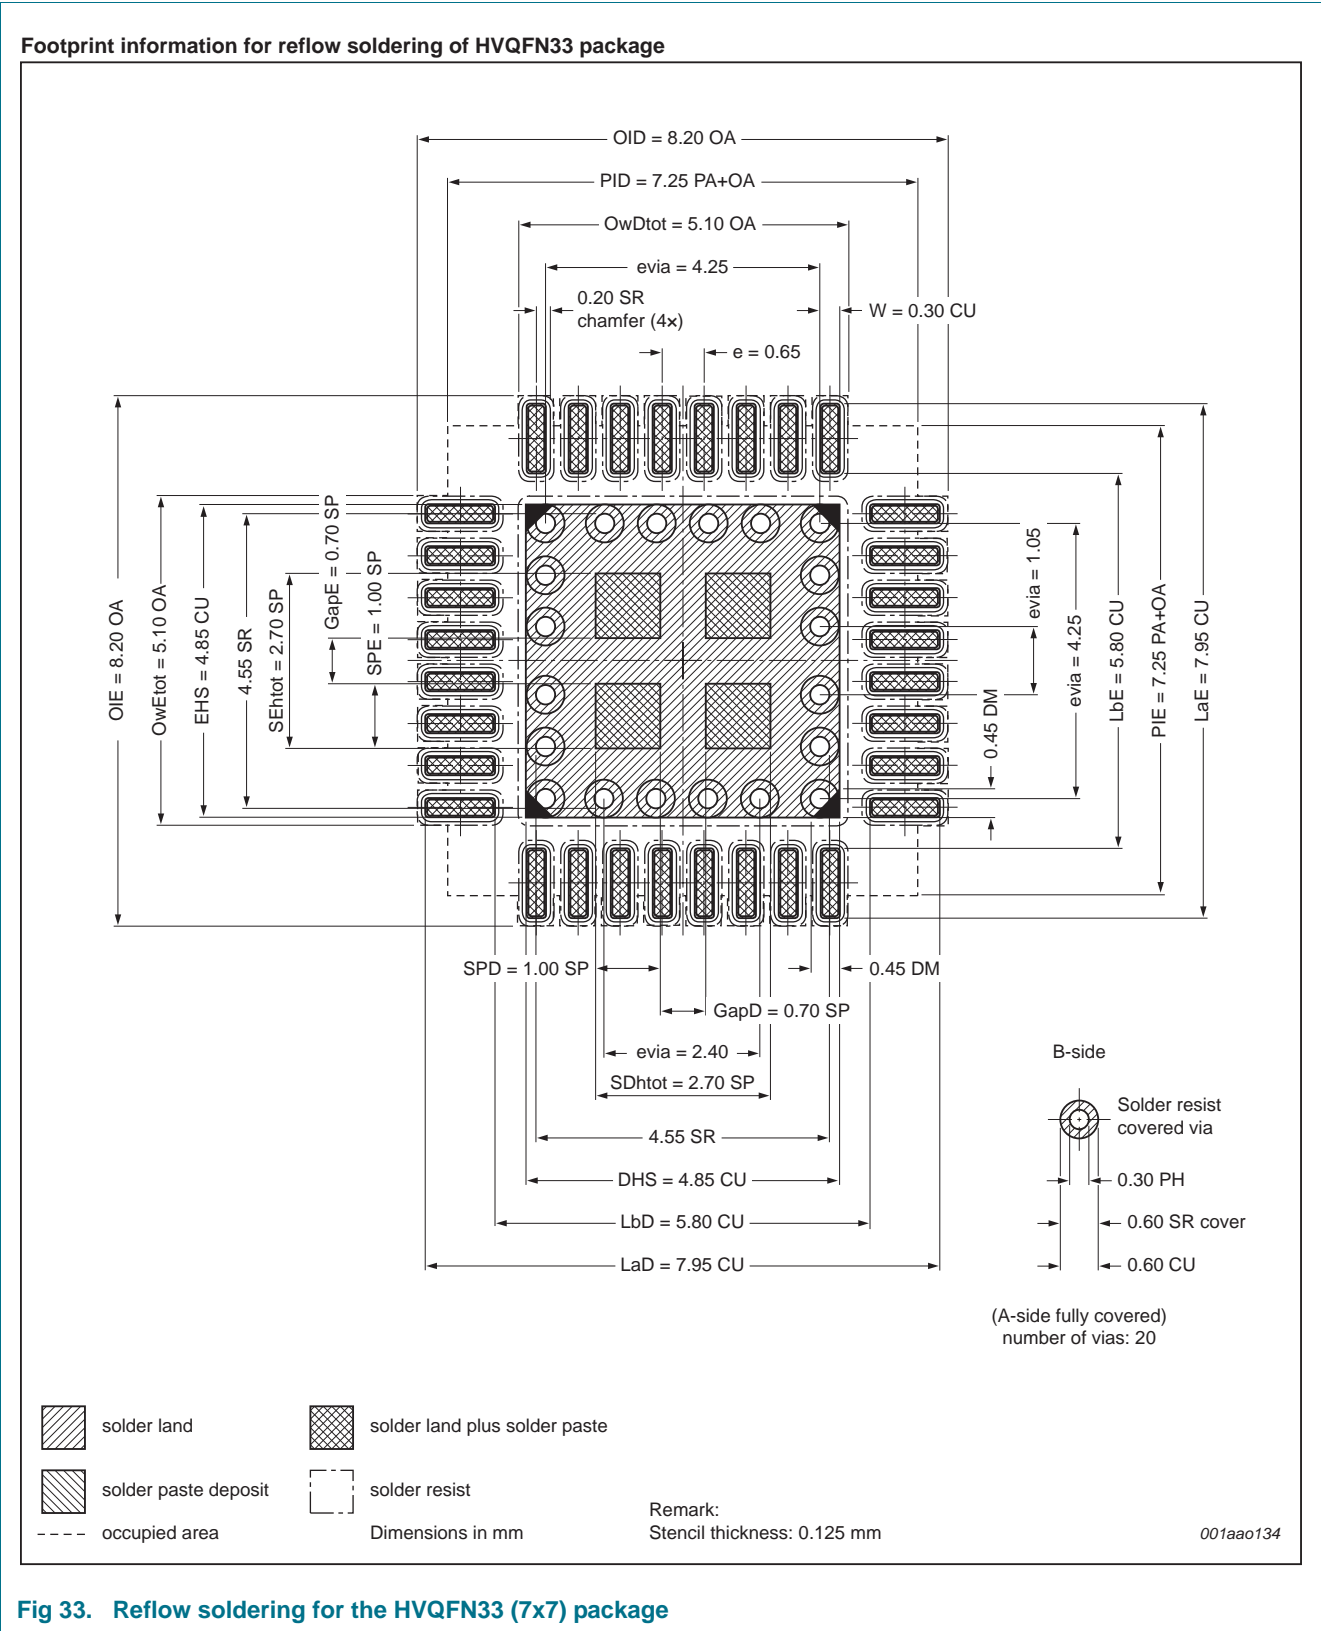 Footprint information for reflow soldering of HVQFN33 package
OID = 8.20 OA
PID = 7.25 PA+OA
OwDtot = 5.10 OA
evia = 4.25
0.20 SR
chamfer (4×)
W = 0.30 CU
e = 0.65
OIE = 8.20 OA
OwEtot = 5.10 OA
EHS = 4.85 CU
4.55 SR
SEhtot = 2.70 SP
GapE = 0.70 SP
SPE = 1.00 SP
evia = 1.05
0.45 DM
evia = 4.25
LbE = 5.80 CU
PIE = 7.25 PA+OA
LaE = 7.95 CU
SPD = 1.00 SP
0.45 DM
GapD = 0.70 SP
evia = 2.40
SDhtot = 2.70 SP
4.55 SR
DHS = 4.85 CU
LbD = 5.80 CU
LaD = 7.95 CU
B-side
Solder resist
covered via
0.30 PH
0.60 SR cover
0.60 CU
(A-side fully covered)
number of vias: 20
solder land
solder land plus solder paste
solder paste deposit
solder resist
occupied area
Dimensions in mm
Remark:
Stencil thickness: 0.125 mm
001aao134
Fig 33. Reflow soldering for the HVQFN33 (7x7) package